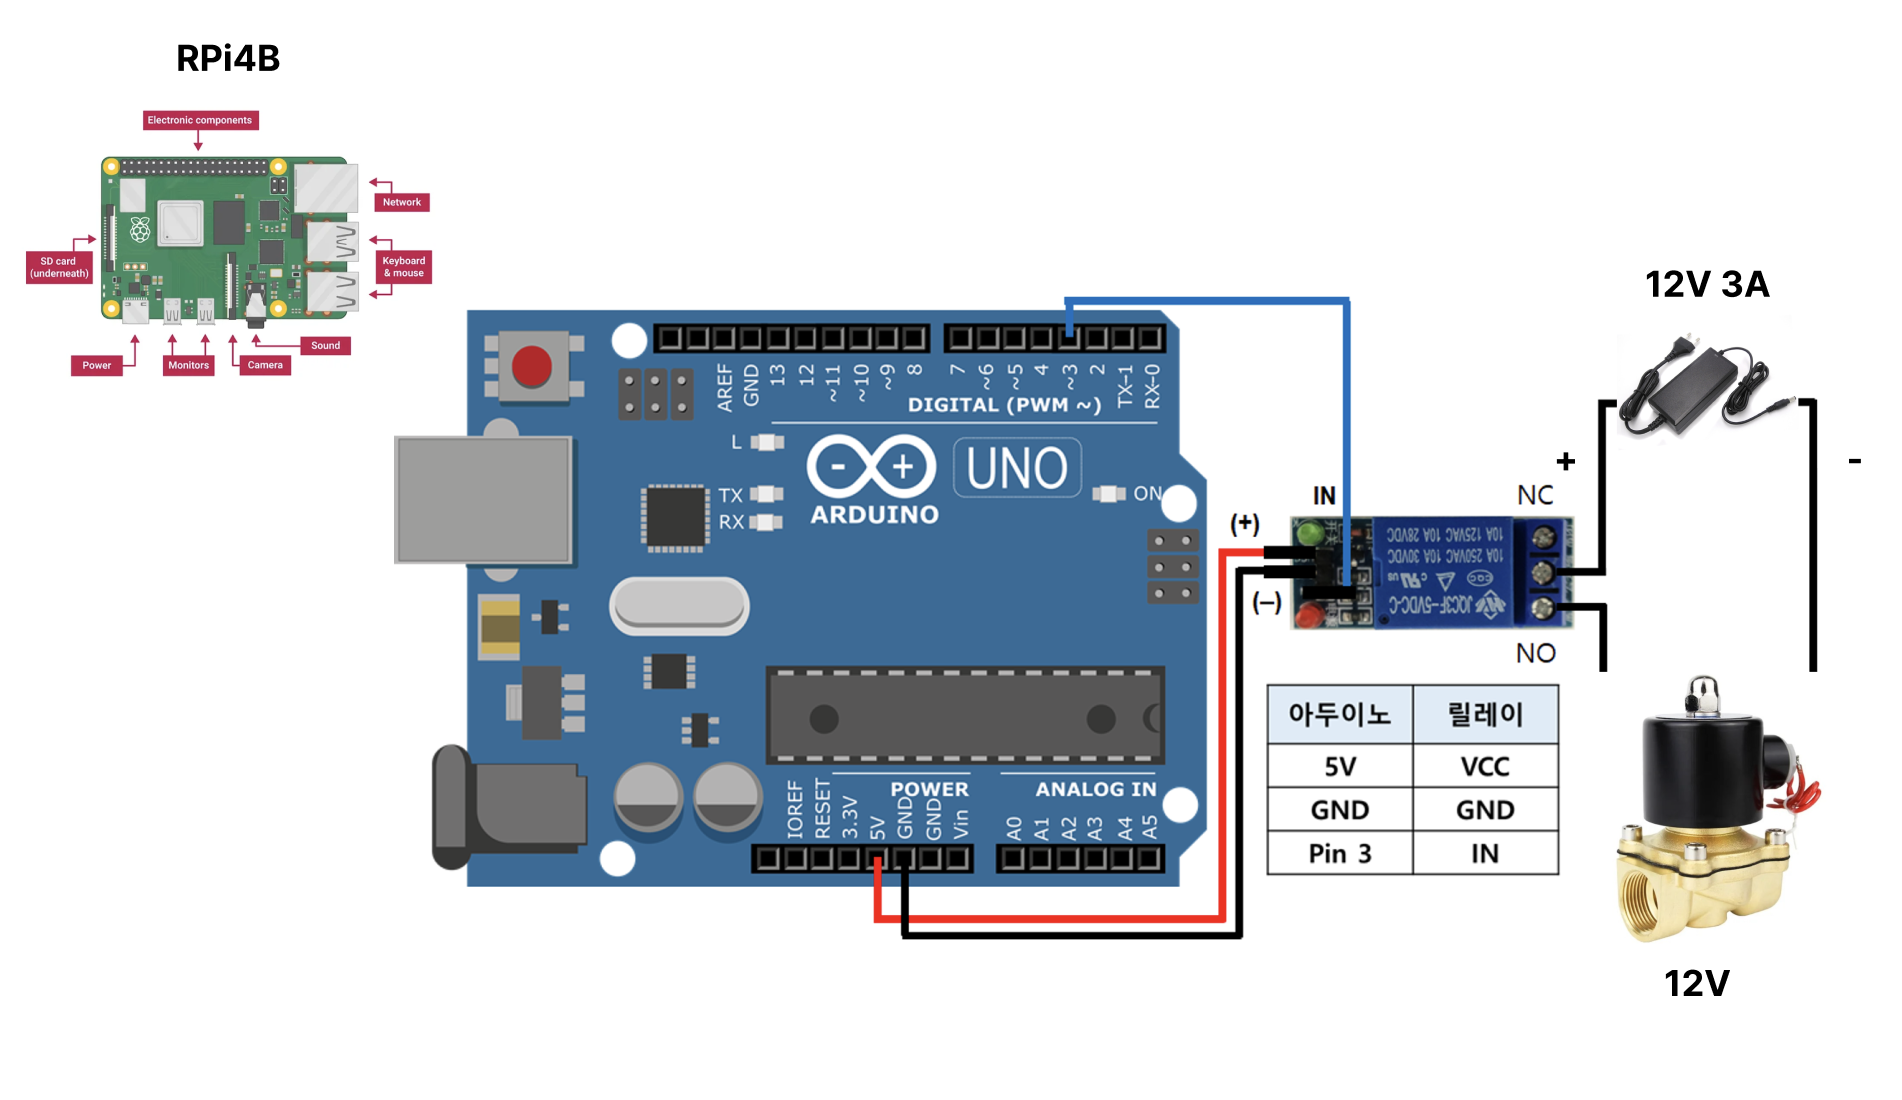 RPi4B
Electronic components
Network
SD card
(underneath)
Keyboard
& mouse
Power
Monitors
Camera
Sound
12V 3A
+
-
AREF
GND
13
12
~11
~10
~9
8
7
~6
~5
4
~3
2
TX-1
RX-0
DIGITAL (PWM ~)
L
TX
RX
UNO
ON
ARDUINO
IN
NC
(+)
(−)
10A 250VAC 10A 30VDC
10A 125VAC 10A 28VDC
JQC3F-5VDC-C
NO
아두이노 릴레이
5V VCC
GND GND
Pin 3 IN
POWER
ANALOG IN
IOREF
RESET
3.3V
5V
GND
GND
Vin
A0
A1
A2
A3
A4
A5
12V